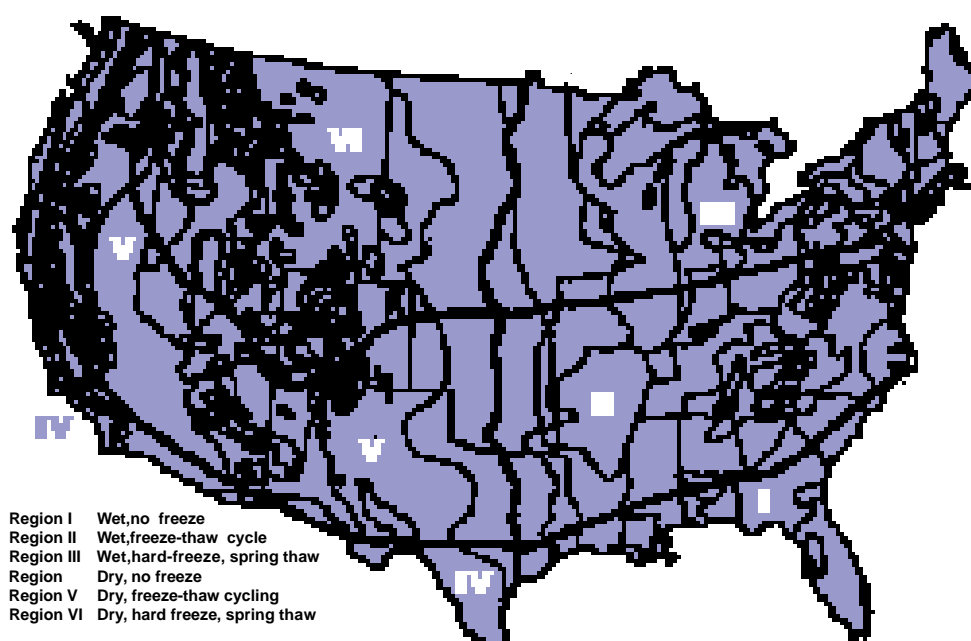 VI
V
IV
V
IV
Region I Wet,no freeze
Region II Wet,freeze-thaw cycle
Region III Wet,hard-freeze, spring thaw
Region Dry, no freeze
Region V Dry, freeze-thaw cycling
Region VI Dry, hard freeze, spring thaw